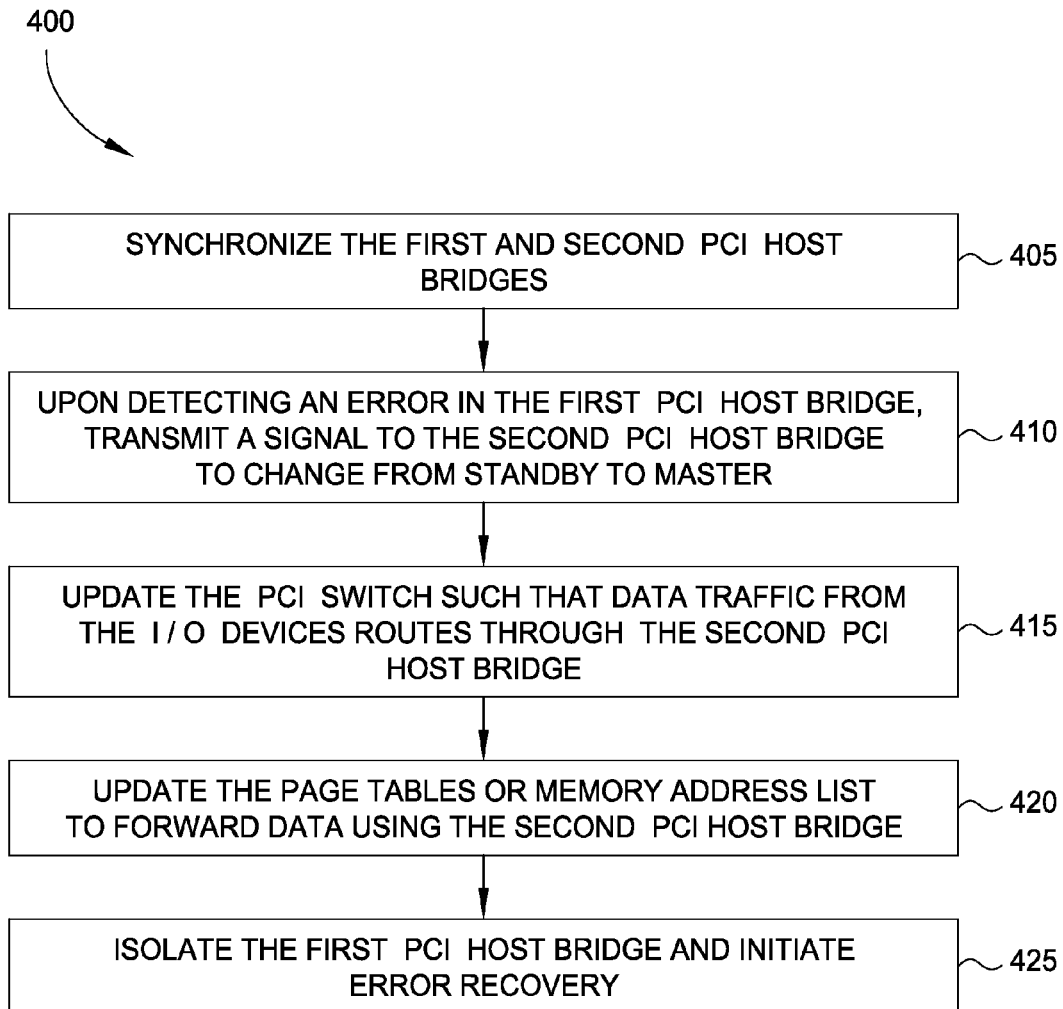 400
SYNCHRONIZE THE FIRST AND SECOND PCI HOST
BRIDGES
405
UPON DETECTING AN ERROR IN THE FIRST PCI HOST BRIDGE,
TRANSMIT A SIGNAL TO THE SECOND PCI HOST BRIDGE
TO CHANGE FROM STANDBY TO MASTER
410
UPDATE THE PCI SWITCH SUCH THAT DATA TRAFFIC FROM
THE I / O DEVICES ROUTES THROUGH THE SECOND PCI
HOST BRIDGE
415
UPDATE THE PAGE TABLES OR MEMORY ADDRESS LIST
TO FORWARD DATA USING THE SECOND PCI HOST BRIDGE
420
ISOLATE THE FIRST PCI HOST BRIDGE AND INITIATE
ERROR RECOVERY
425